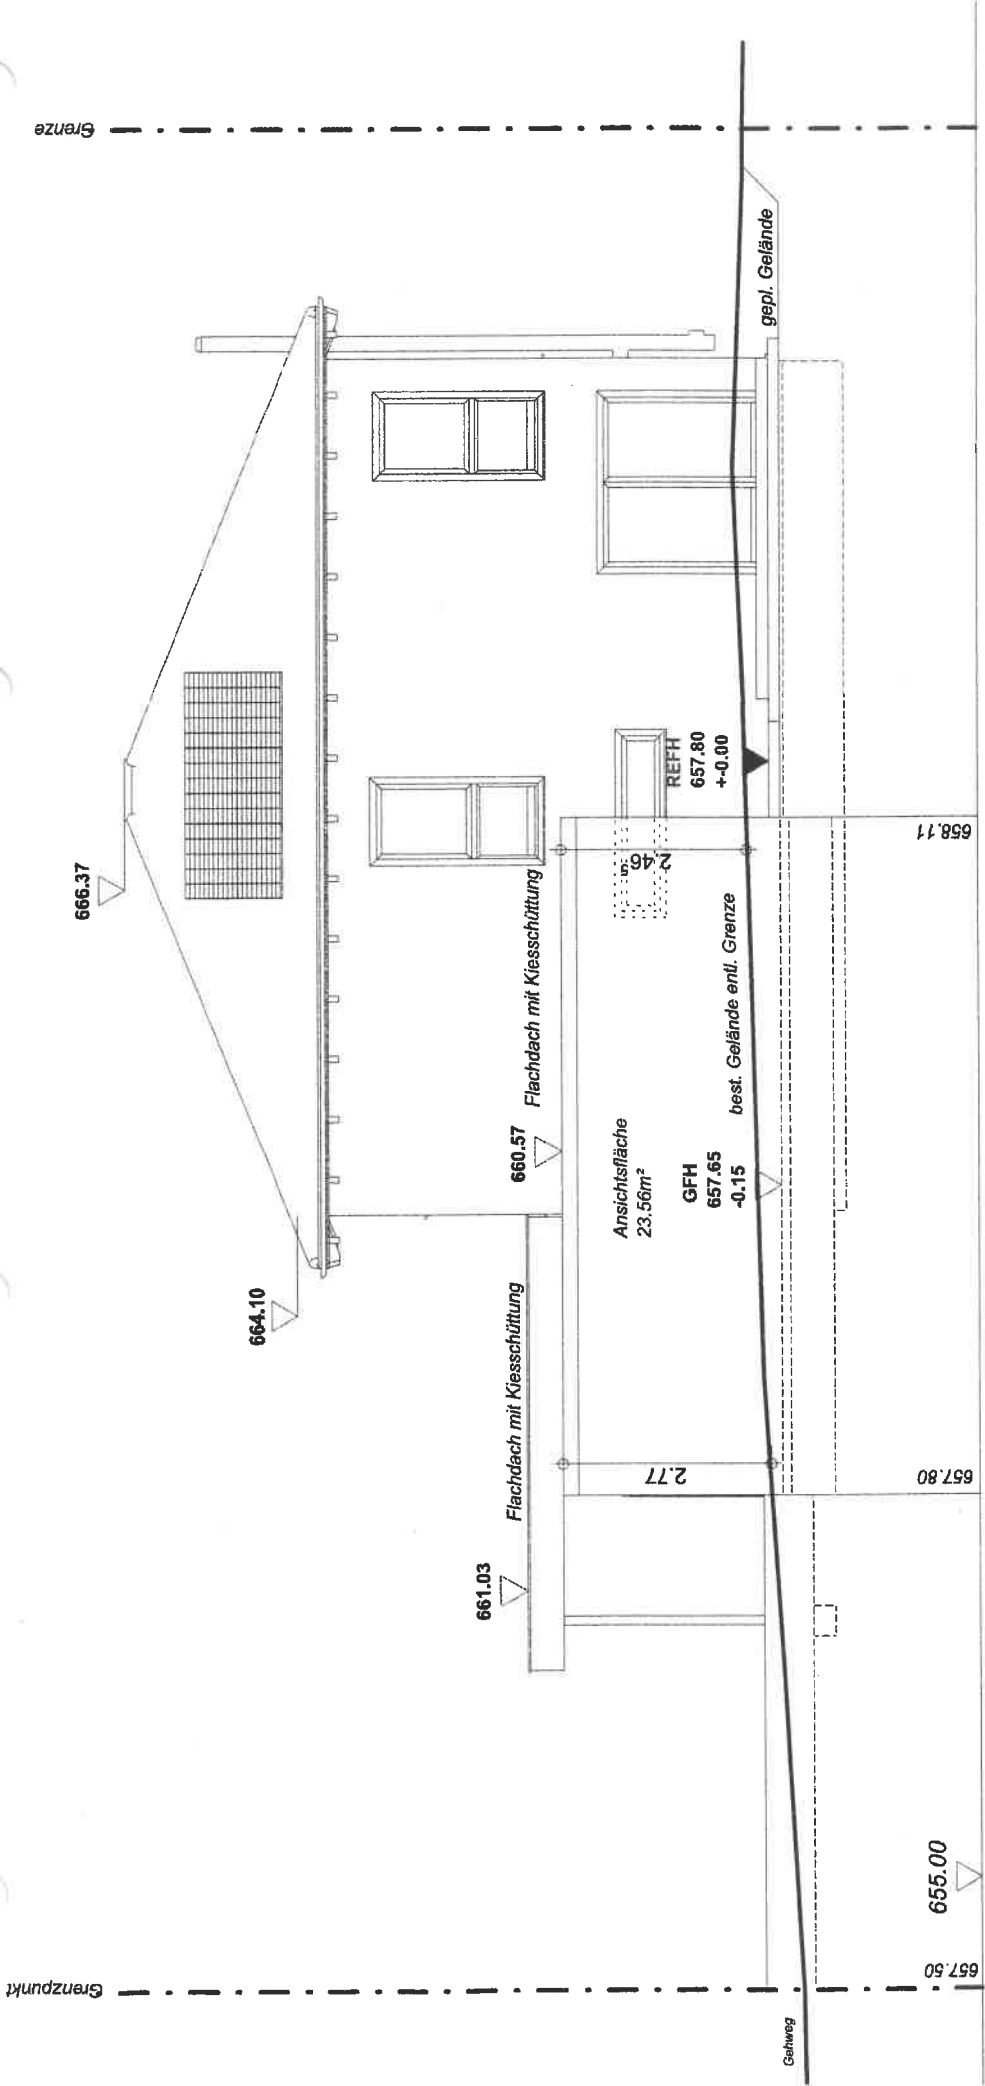 Grenzpunkt
Grenze
666.37
664.10
661.03
Flachdach mit Kiesschüttung
660.57
Flachdach mit Kiesschüttung
Ansichtsfläche
23.56m²
2.77
2.46
GFH
657.65
-0.15
REFH
657.80
+-0.00
best. Gelände entl. Grenze
gepl. Gelände
Gehweg
655.00
657.50
657.80
658.11